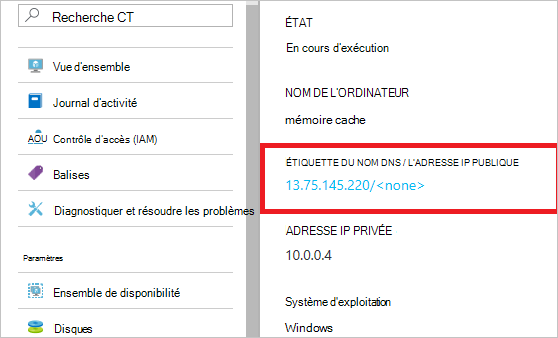 Recherche CT
Vue d'ensemble
Journal d'activité
AOU Contrôle d'accès (IAM)
Balises
Diagnostiquer et résoudre les problèmes
Paramètres
Ensemble de disponibilité
Disques
ÉTAT
En cours d'exécution
NOM DE L'ORDINATEUR
mémoire cache
ÉTIQUETTE DU NOM DNS / L'ADRESSE IP PUBLIQUE
13.75.145.220/<none>
ADRESSE IP PRIVÉE
10.0.0.4
Système d'exploitation
Windows